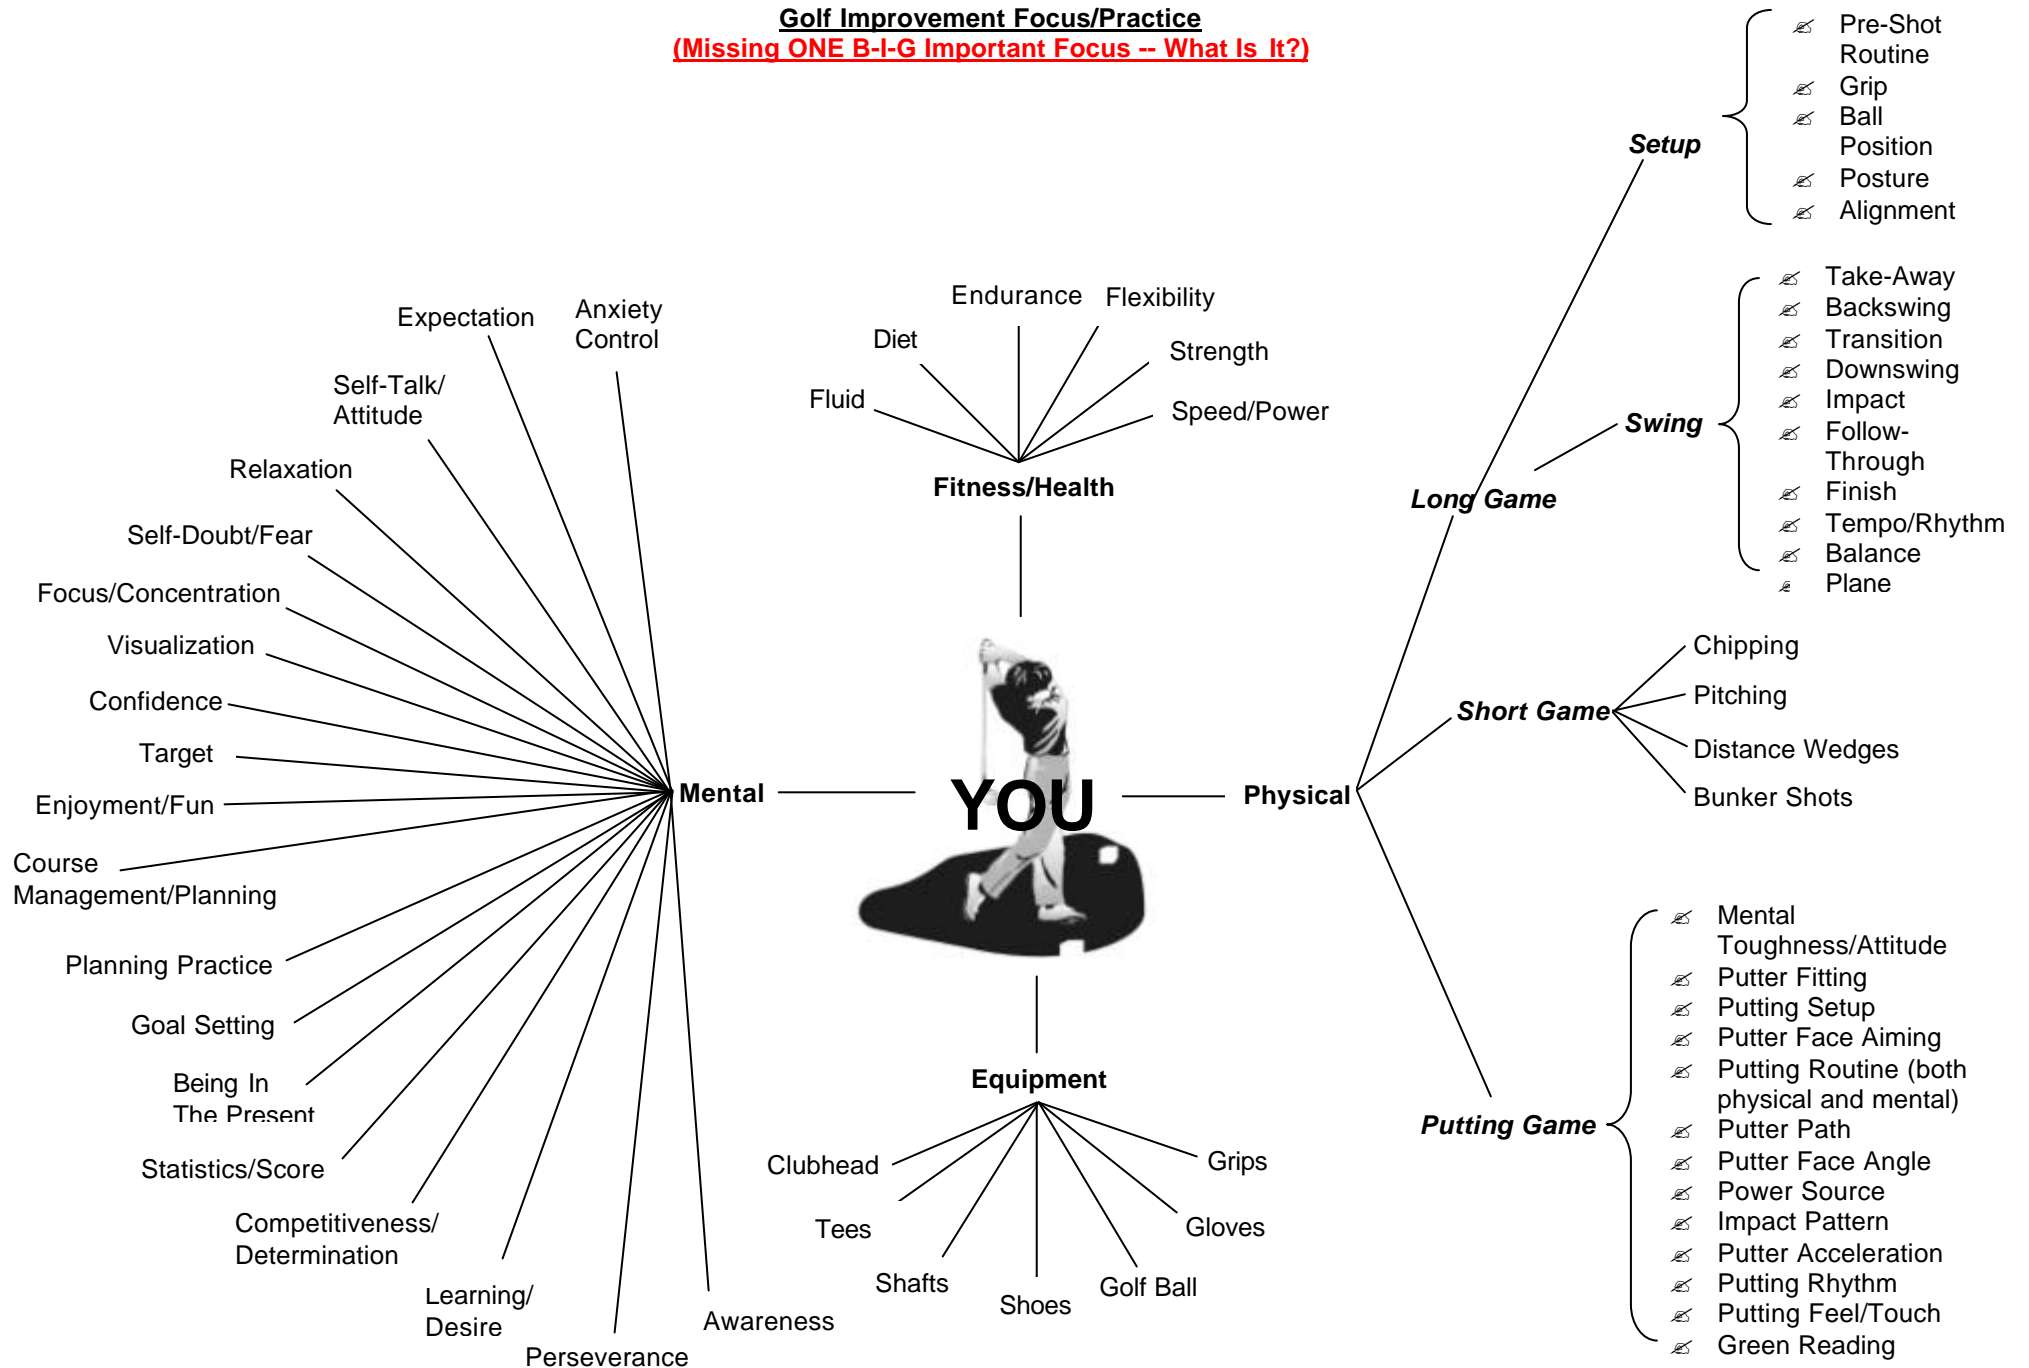 Golf Improvement Focus/Practice
(Missing ONE B-I-G Important Focus -- What Is It?)
Pre-Shot
Routine
Grip
Ball
Position
Posture
Alignment
Setup
Take-Away
Backswing
Transition
Downswing
Impact
Follow-
Through
Finish
Tempo/Rhythm
Balance
Plane
Swing
Long Game
Endurance
Flexibility
Diet
Strength
Fluid
Speed/Power
Fitness/Health
Anxiety
Control
Expectation
Self-Talk/
Attitude
Relaxation
Self-Doubt/Fear
Focus/Concentration
Visualization
Confidence
Target
Enjoyment/Fun
Course
Management/Planning
Planning Practice
Goal Setting
Being In
The Present
Statistics/Score
Competitiveness/
Determination
Learning/
Desire
Perseverance
Awareness
Mental
YOU
Physical
Short Game
Chipping
Pitching
Distance Wedges
Bunker Shots
Putting Game
Mental
Toughness/Attitude
Putter Fitting
Putting Setup
Putter Face Aiming
Putting Routine (both
physical and mental)
Putter Path
Putter Face Angle
Power Source
Impact Pattern
Putter Acceleration
Putting Rhythm
Putting Feel/Touch
Green Reading
Equipment
Clubhead
Tees
Shafts
Shoes
Golf Ball
Gloves
Grips